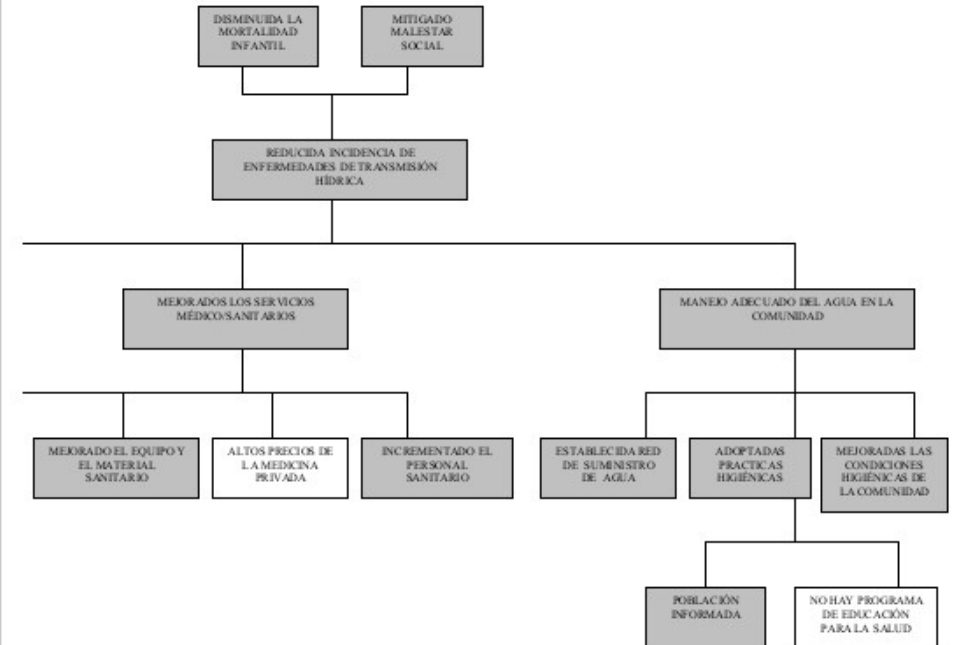 DISMINUIDA LA
MORTALIDAD
INFANTIL
MITIGADO
MALESTAR
SOCIAL
REDUCIDA INCIDENCIA DE
ENFERMEDADES DE TRANSMISIÓN
HÍDRICA
MEJORADOS LOS SERVICIOS
MÉDICO/SANITARIOS
MANEJO ADECUADO DEL AGUA EN LA
COMUNIDAD
MEJORADO EL EQUIPO Y
EL MATERIAL
SANITARIO
ALTOS PRECIOS DE
LA MEDICINA
PRIVADA
INCREMENTADO EL
PERSONAL
SANITARIO
ESTABLECIDA RED
DE SUMINISTRO
DE AGUA
ADOPTADAS
PRACTICAS
HIGIÉNICAS
MEJORADAS LAS
CONDICIONES
HIGIÉNICAS DE
LA COMUNIDAD
POBLACIÓN
INFORMADA
NO HAY PROGRAMA
DE EDUCACIÓN
PARA LA SALUD